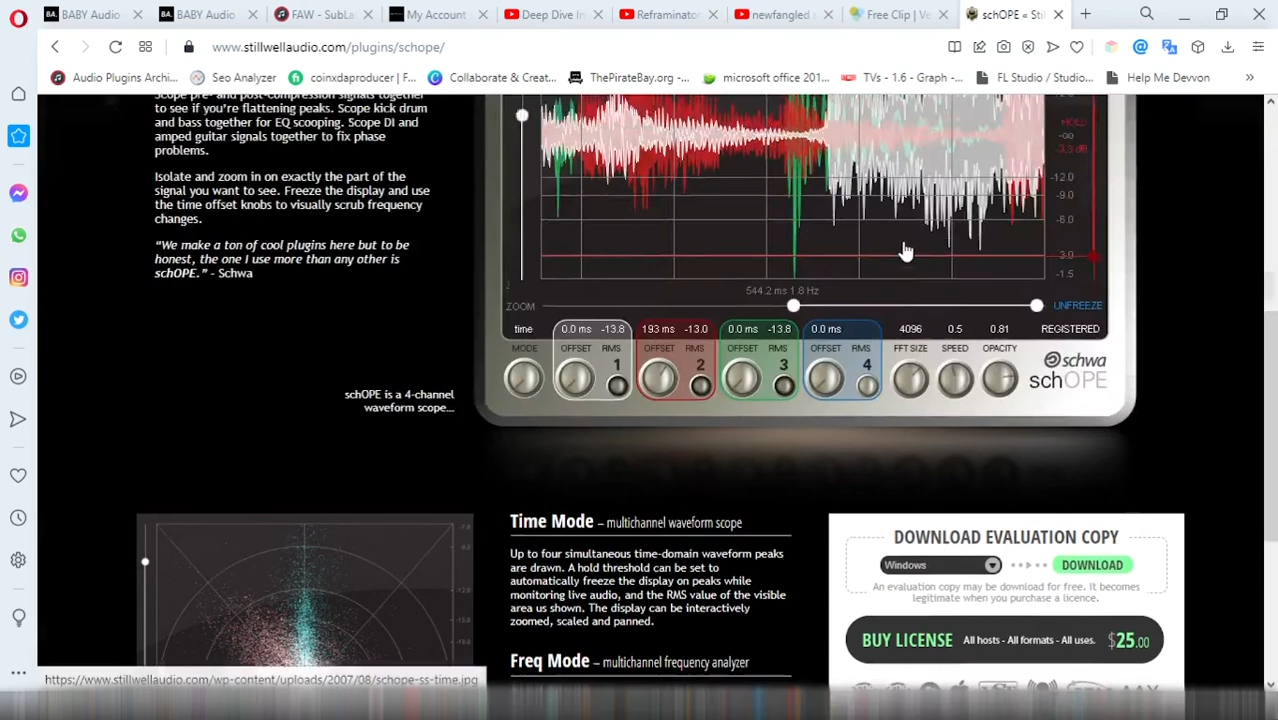 BABY Audio
BABY Audio
FAW - SubLa
My Account
Deep Dive In
Reframinato
newfangled s
Free Clip | Ve
schOPE « Sti
www.stillwellaudio.com/plugins/schope/
Audio Plugins Archi...
Seo Analyzer
coinxdaproducer | F...
Collaborate & Creat...
ThePirateBay.org -...
microsoft office 201...
TVs - 1.6 - Graph -...
FL Studio / Studio...
Help Me Devvon
Scope pre- and post-compression signals together
to see if you're flattening peaks. Scope kick drum
and bass together for EQ scooping. Scope DI and
amped guitar signals together to fix phase
problems.
Isolate and zoom in on exactly the part of the
signal you want to see. Freeze the display and use
the time offset knobs to visually scrub frequency
changes.
“We make a ton of cool plugins here but to be
honest, the one I use more than any other is
schOPE.” - Schwa
HOLD
-3.3 dB
-12.0
-9.0
-6.0
-3.0
-1.5
544.2 ms 1.8 Hz
ZOOM
UNFREEZE
time 0.0 ms -13.8 193 ms -13.0 0.0 ms -13.8 0.0 ms 4096 0.5 0.81 REGISTERED
MODE OFFSET RMS OFFSET RMS OFFSET RMS OFFSET FFT SIZE SPEED OPACITY
1 2 3 4
schwa
schOPE
schOPE is a 4-channel
waveform scope...
Time Mode – multichannel waveform scope
Up to four simultaneous time-domain waveform peaks
are drawn. A hold threshold can be set to
automatically freeze the display on peaks while
monitoring live audio, and the RMS value of the visible
area us shown. The display can be interactively
zoomed, scaled and panned.
Freq Mode – multichannel frequency analyzer
DOWNLOAD EVALUATION COPY
Windows DOWNLOAD
An evaluation copy may be download for free. It becomes
legitimate when you purchase a licence.
BUY LICENSE All hosts - All formats - All uses. $25.00
https://www.stillwellaudio.com/wp-content/uploads/2007/08/schope-ss-time.jpg